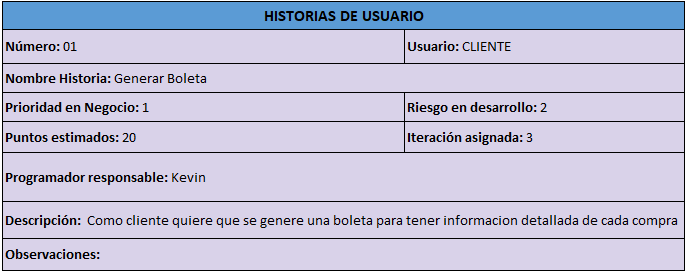 HISTORIAS DE USUARIO
Número: 01 Usuario: CLIENTE
Nombre Historia: Generar Boleta
Prioridad en Negocio: 1 Riesgo en desarrollo: 2
Puntos estimados: 20 Iteración asignada: 3
Programador responsable: Kevin
Descripción: Como cliente quiere que se genere una boleta para tener informacion detallada de cada compra
Observaciones: